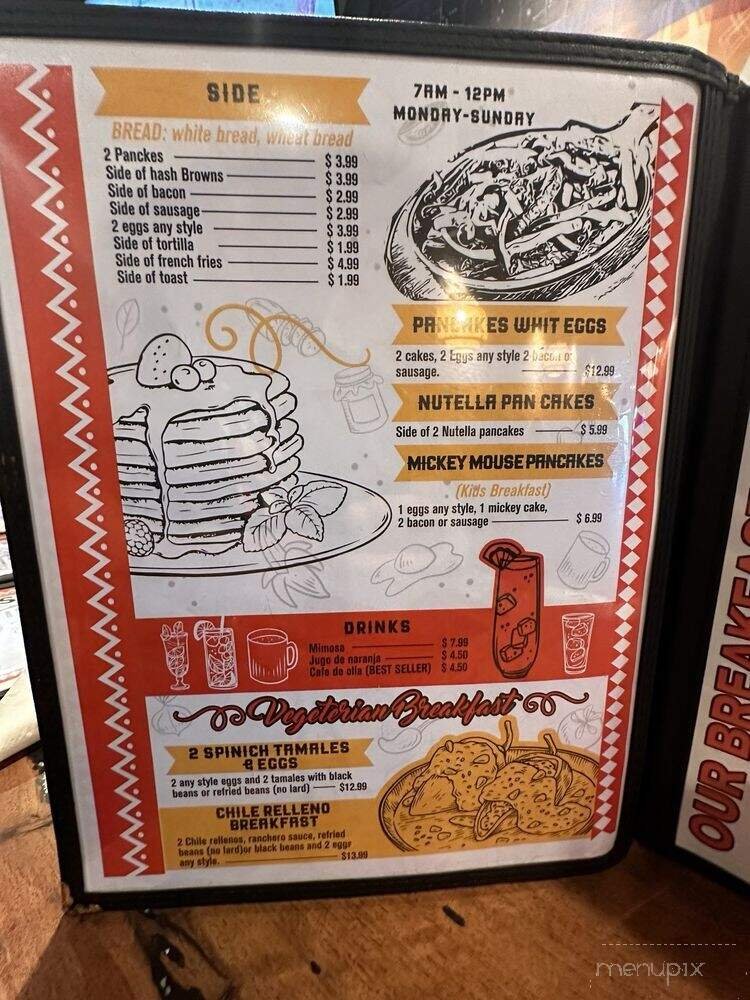 SIDE
BREAD: white bread, wheat bread
2 Panckes $ 3.99
Side of hash Browns $ 3.99
Side of bacon $ 2.99
Side of sausage $ 2.99
2 eggs any style $ 3.99
Side of tortilla $ 1.99
Side of french fries $ 4.99
Side of toast $ 1.99
7AM - 12PM
MONDAY-SUNDAY
PANCAKES WHIT EGGS
2 cakes, 2 Eggs any style 2 bacon or
sausage. $12.99
NUTELLA PAN CAKES
Side of 2 Nutella pancakes $ 5.99
MICKEY MOUSE PANCAKES
(Kids Breakfast)
1 eggs any style, 1 mickey cake,
2 bacon or sausage $ 6.99
DRINKS
Mimosa $ 7.99
Jugo de naranja $ 4.50
Cafe de olla (BEST SELLER) $ 4.50
Vegeterian Breakfast
2 SPINICH TAMALES
& EGGS
2 any style eggs and 2 tamales with black
beans or refried beans (no lard) $12.99
CHILE RELLENO
BREAKFAST
2 Chile rellenos, ranchero sauce, refried
beans (no lard)or black beans and 2 eggr
any style. $13.99
OUR BREAKFAS
menupix